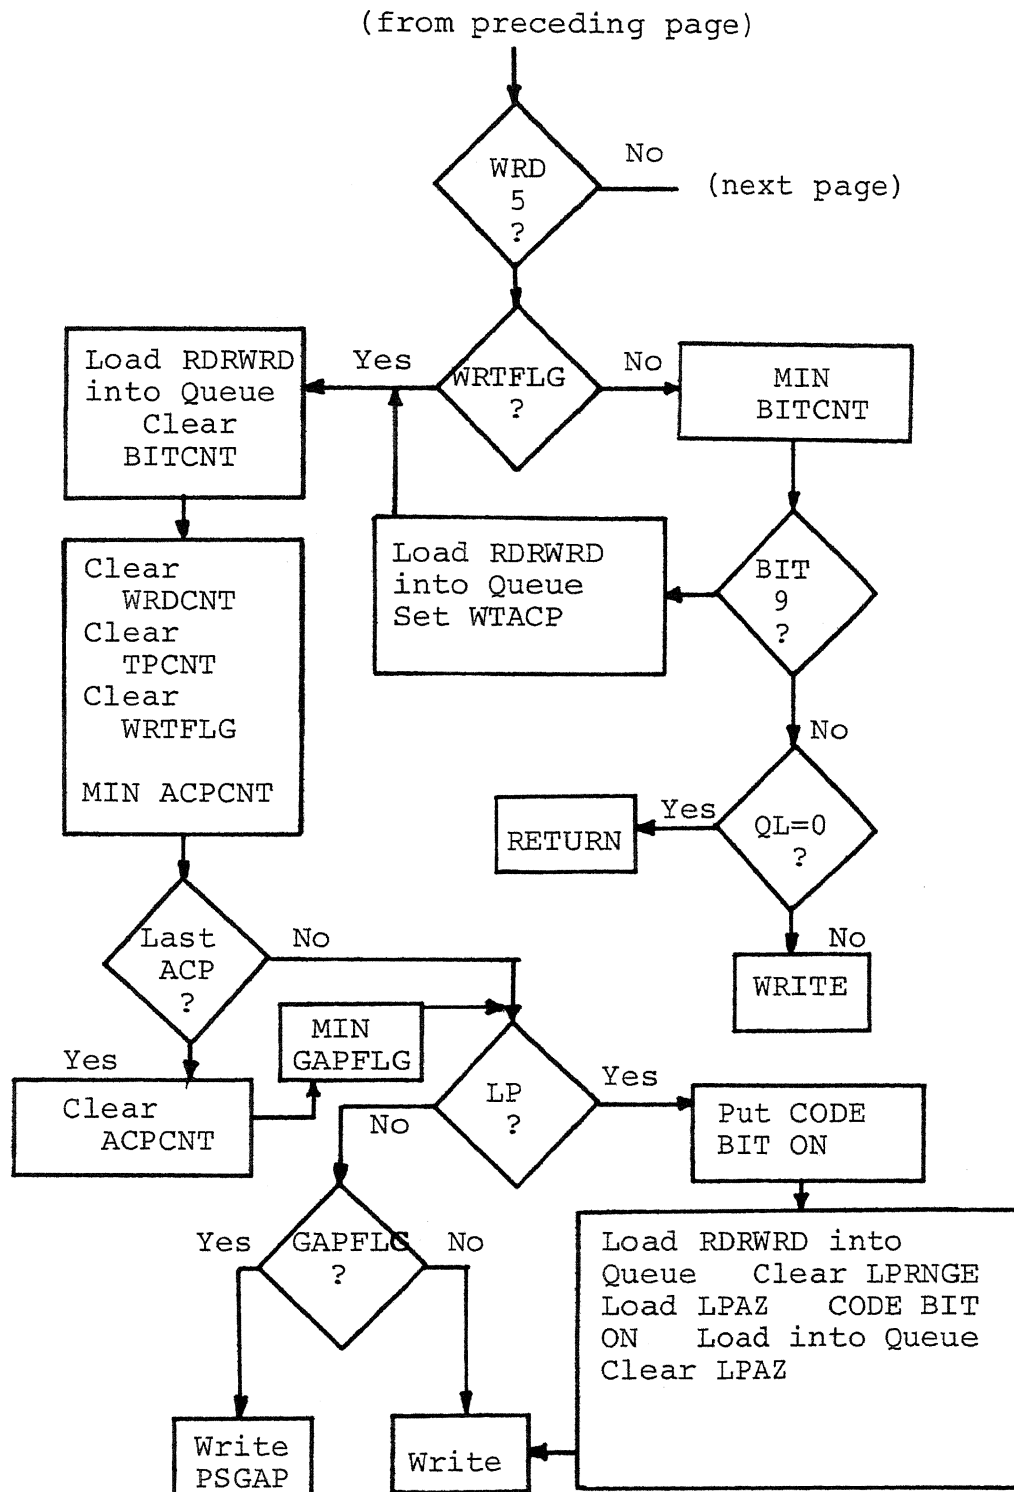 (from preceding page)
WRD
5
?
No
(next page)
WRTFLG
?
Yes
No
Load RDRWRD
into Queue
Clear
BITCNT
MIN
BITCNT
Clear
WRDCNT
Clear
TPCNT
Clear
WRTFLG
MIN ACPCNT
Load RDRWRD
into Queue
Set WTACP
BIT
9
?
No
QL=0
?
Yes
RETURN
No
WRITE
Last
ACP
?
No
Yes
Clear
ACPCNT
MIN
GAPFLG
LP
?
Yes
No
Put CODE
BIT ON
GAPFLG
?
Yes
No
Load RDRWRD into
Queue Clear LPRNGE
Load LPAZ CODE BIT
ON Load into Queue
Clear LPAZ
Write
PSGAP
Write